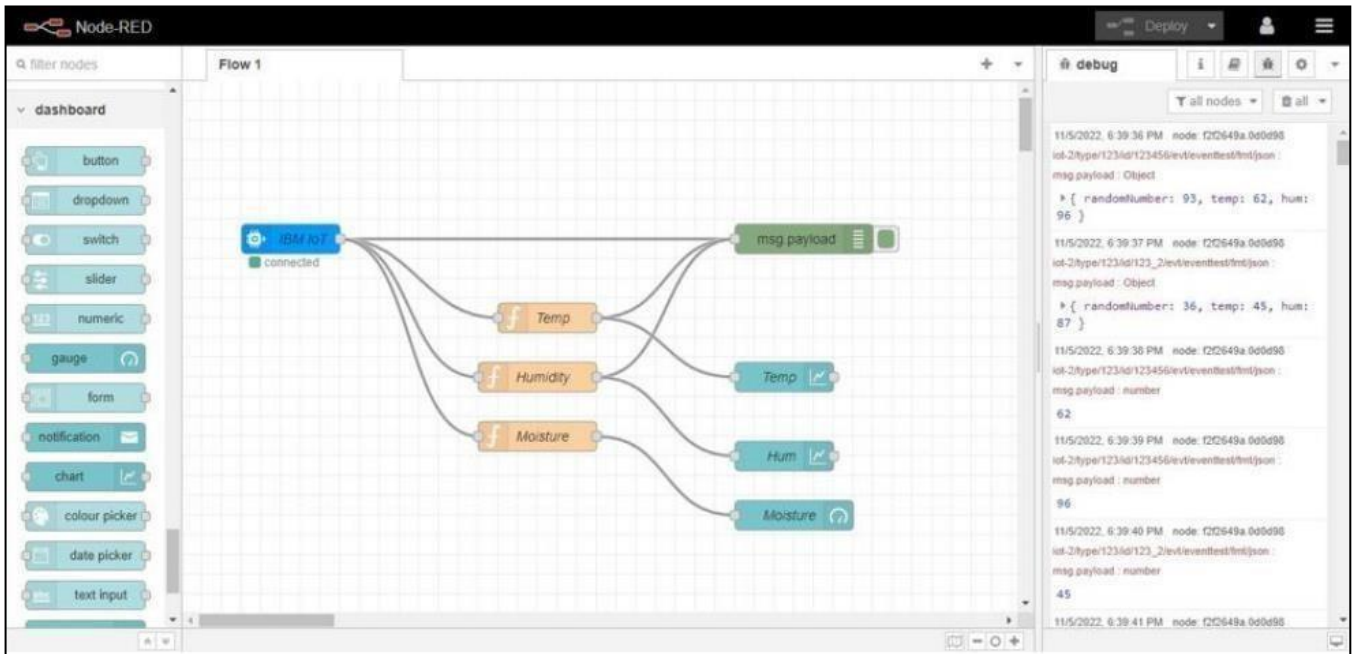 Node-RED
Deploy
filter nodes
Flow 1
debug
i
all nodes
all
dashboard
button
dropdown
switch
slider
numeric
gauge
form
notification
chart
colour picker
date picker
text input
IBM IoT
connected
msg.payload
Temp
Humidity
Moisture
Temp
Hum
Moisture
11/5/2022, 6:39:36 PM node: f2f2649a.0d0d98
iot-2/type/123/id/123456/evt/eventtest/fmt/json :
msg.payload : Object
{ randomNumber: 93, temp: 62, hum:
96 }
11/5/2022, 6:39:37 PM node: f2f2649a.0d0d98
iot-2/type/123/id/123_2/evt/eventtest/fmt/json :
msg.payload : Object
{ randomNumber: 36, temp: 45, hum:
87 }
11/5/2022, 6:39:38 PM node: f2f2649a.0d0d98
iot-2/type/123/id/123456/evt/eventtest/fmt/json :
msg.payload : number
62
11/5/2022, 6:39:39 PM node: f2f2649a.0d0d98
iot-2/type/123/id/123456/evt/eventtest/fmt/json :
msg.payload : number
96
11/5/2022, 6:39:40 PM node: f2f2649a.0d0d98
iot-2/type/123/id/123_2/evt/eventtest/fmt/json :
msg.payload : number
45
11/5/2022, 6:39:41 PM node: f2f2649a.0d0d98